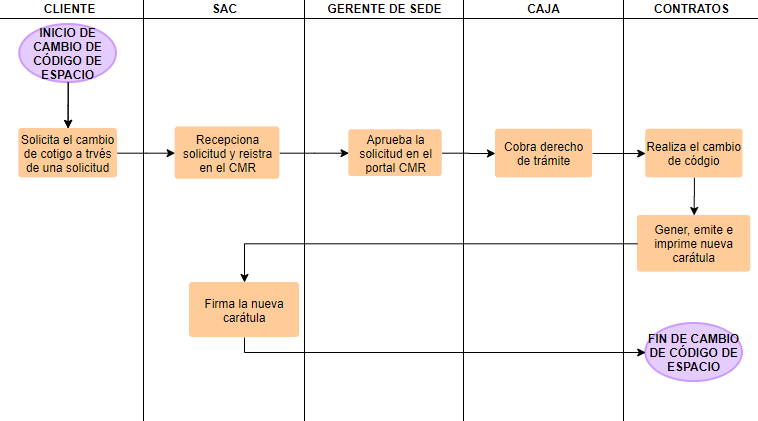 CLIENTE
SAC
GERENTE DE SEDE
CAJA
CONTRATOS
INICIO DE
CAMBIO DE
CÓDIGO DE
ESPACIO
Solicita el cambio
de cotigo a trvés
de una solicitud
Recepciona
solicitud y reistra
en el CMR
Aprueba la
solicitud en el
portal CMR
Cobra derecho
de trámite
Realiza el cambio
de códgio
Gener, emite e
imprime nueva
carátula
Firma la nueva
carátula
FIN DE CAMBIO
DE CÓDIGO DE
ESPACIO